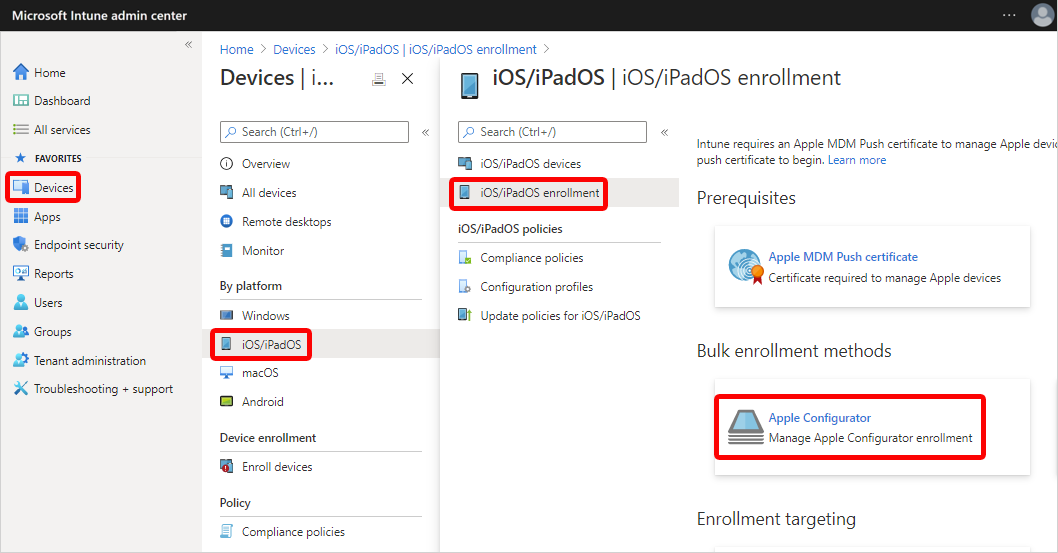 Microsoft Intune admin center
Home
Dashboard
All services
FAVORITES
Devices
Apps
Endpoint security
Reports
Users
Groups
Tenant administration
Troubleshooting + support
Home > Devices > iOS/iPadOS | iOS/iPadOS enrollment >
Devices | i...
Search (Ctrl+/)
Overview
All devices
Remote desktops
Monitor
By platform
Windows
iOS/iPadOS
macOS
Android
Device enrollment
Enroll devices
Policy
Compliance policies
iOS/iPadOS | iOS/iPadOS enrollment
Search (Ctrl+/)
iOS/iPadOS devices
iOS/iPadOS enrollment
iOS/iPadOS policies
Compliance policies
Configuration profiles
Update policies for iOS/iPadOS
Intune requires an Apple MDM Push certificate to manage Apple devic
push certificate to begin. Learn more
Prerequisites
Apple MDM Push certificate
Certificate required to manage Apple devices
Bulk enrollment methods
Apple Configurator
Manage Apple Configurator enrollment
Enrollment targeting